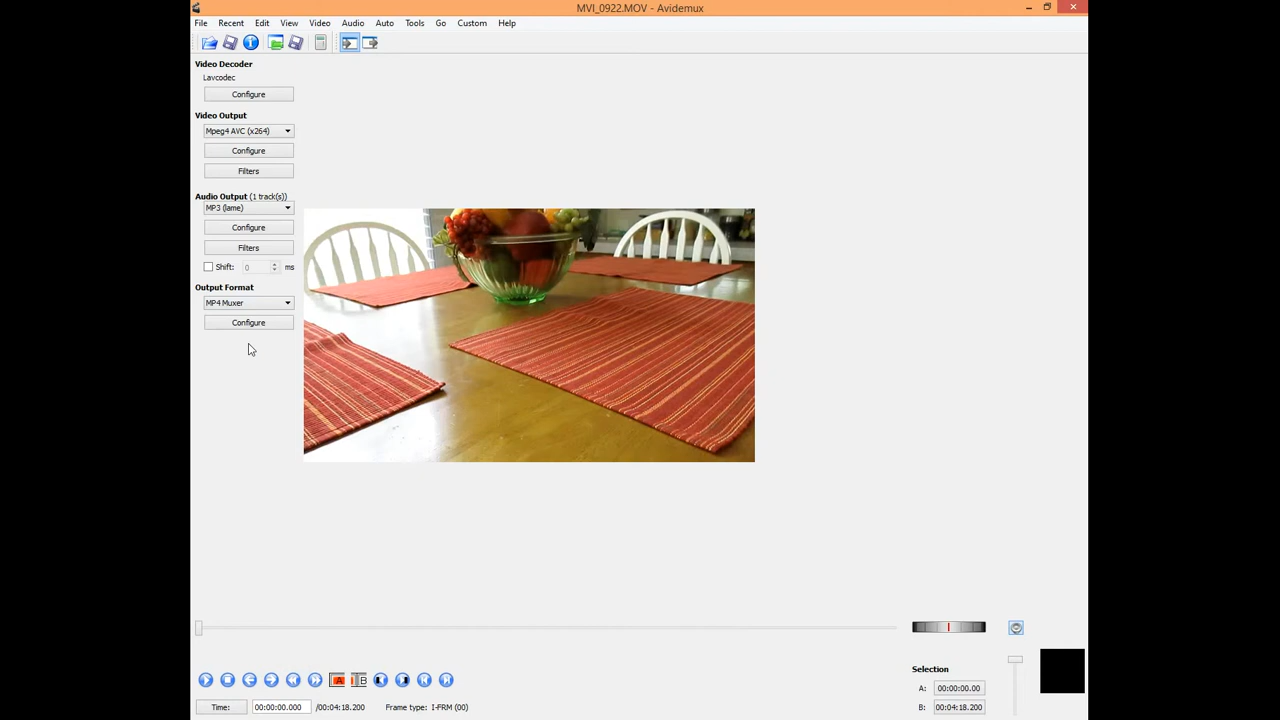 MVI_0922.MOV - Avidemux
File Recent Edit View Video Audio Auto Tools Go Custom Help
Video Decoder
Lavcodec
Configure
Video Output
Mpeg4 AVC (x264)
Configure
Filters
Audio Output (1 track(s))
MP3 (lame)
Configure
Filters
Shift: 0 ms
Output Format
MP4 Muxer
Configure
A B
Selection
A: 00:00:00.00
B: 00:04:18.200
Time: 00:00:00.000 /00:04:18.200 Frame type: I-FRM (00)